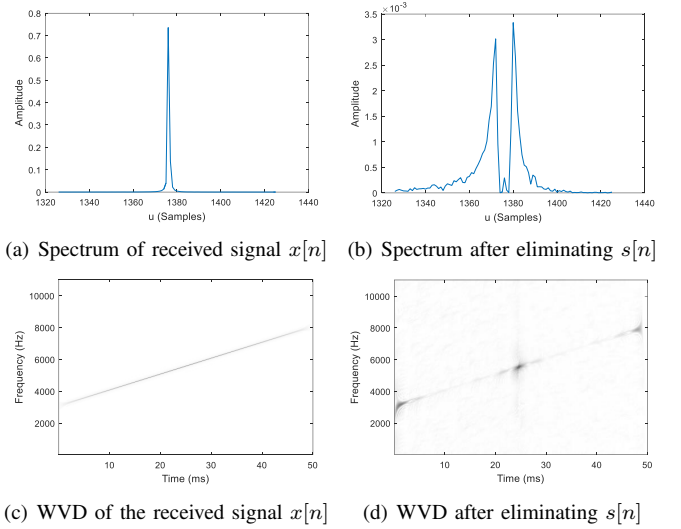 0.8
0.7
0.6
0.5
0.4
0.3
0.2
0.1
0
Amplitude
1320 1340 1360 1380 1400 1420 1440
u (Samples)
×10⁻³
3.5
3
2.5
2
1.5
1
0.5
0
Amplitude
1320 1340 1360 1380 1400 1420 1440
u (Samples)
(a) Spectrum of received signal x[n]
(b) Spectrum after eliminating s[n]
10000
8000
6000
4000
2000
Frequency (Hz)
10 20 30 40 50
Time (ms)
10000
8000
6000
4000
2000
Frequency (Hz)
10 20 30 40 50
Time (ms)
(c) WVD of the received signal x[n]
(d) WVD after eliminating s[n]